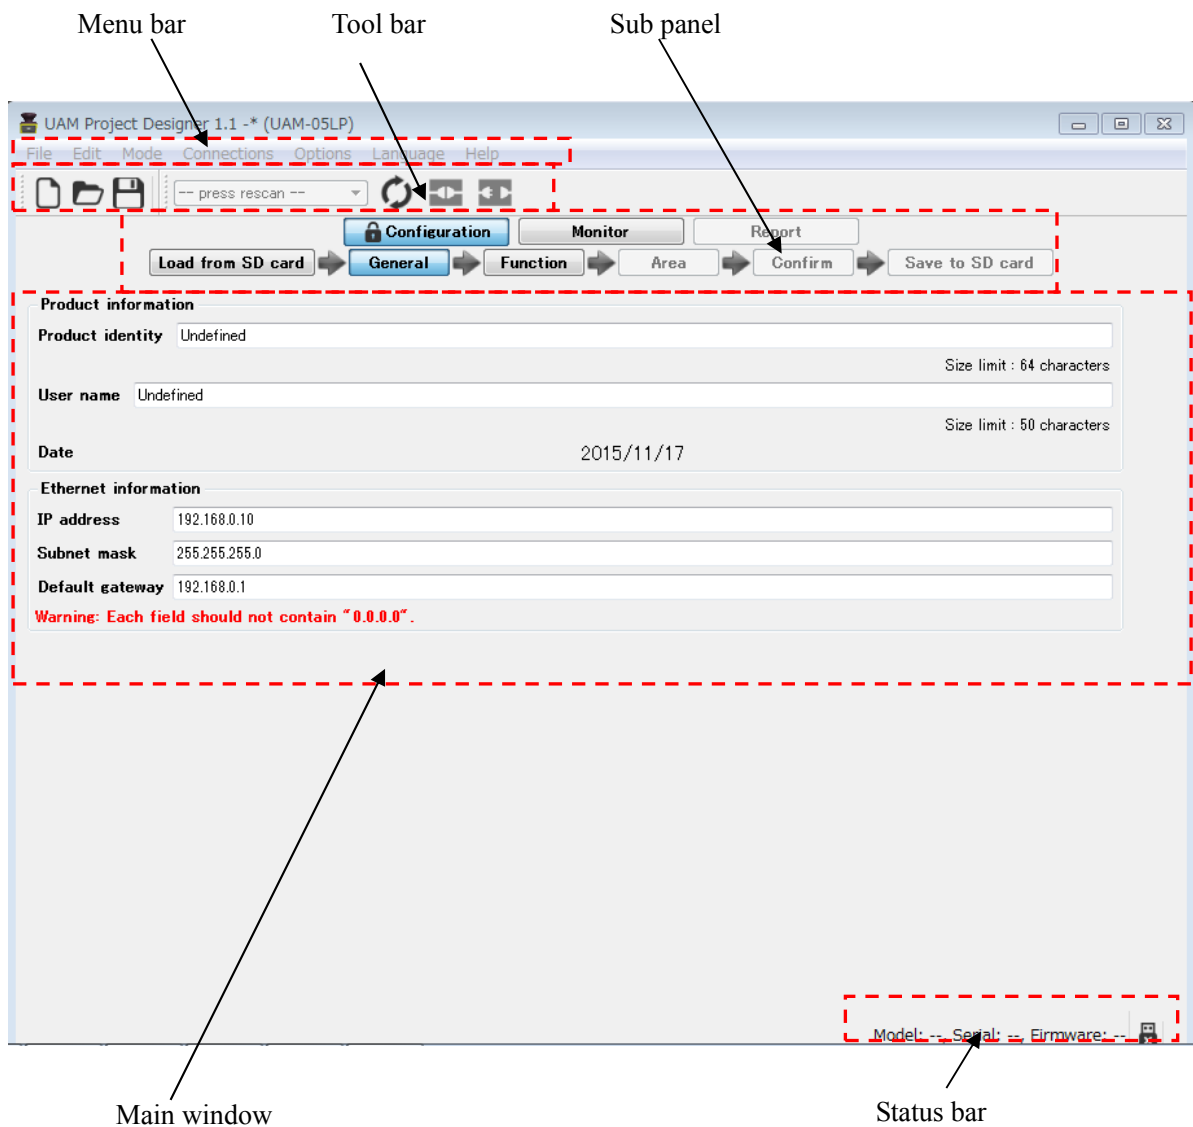 Menu bar Tool bar Sub panel
UAM Project Designer 1.1 -* (UAM-05LP)
File Edit Mode Connections Options Language Help
-- press rescan --
Configuration Monitor Report
Load from SD card General Function Area Confirm Save to SD card
Product information
Product identity Undefined
Size limit : 64 characters
User name Undefined
Size limit : 50 characters
Date 2015/11/17
Ethernet information
IP address 192.168.0.10
Subnet mask 255.255.255.0
Default gateway 192.168.0.1
Warning: Each field should not contain "0.0.0.0".
Model: --, Serial: --, Firmware: --
Main window Status bar